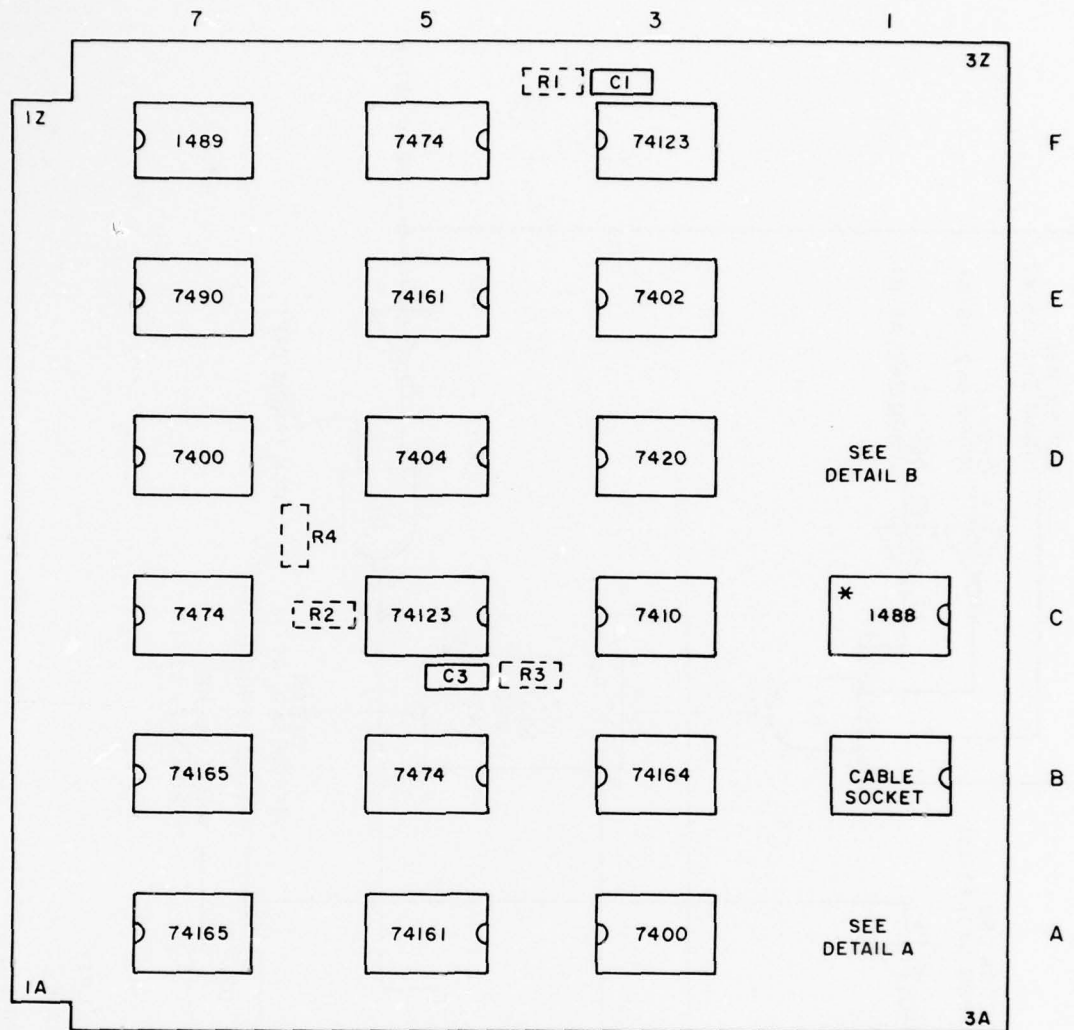 7 5 3 1
3Z
R1 C1
1Z
1489 7474 74123 F
7490 74161 7402 E
7400 7404 7420 SEE DETAIL B D
R4
7474 R2 74123 7410 * 1488 C
C3 R3
74165 7474 74164 CABLE SOCKET B
74165 74161 7400 SEE DETAIL A A
1A
3A